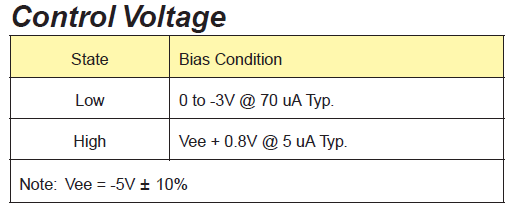 Control Voltage
State Bias Condition
Low 0 to -3V @ 70 uA Typ.
High Vee + 0.8V @ 5 uA Typ.
Note: Vee = -5V ± 10%